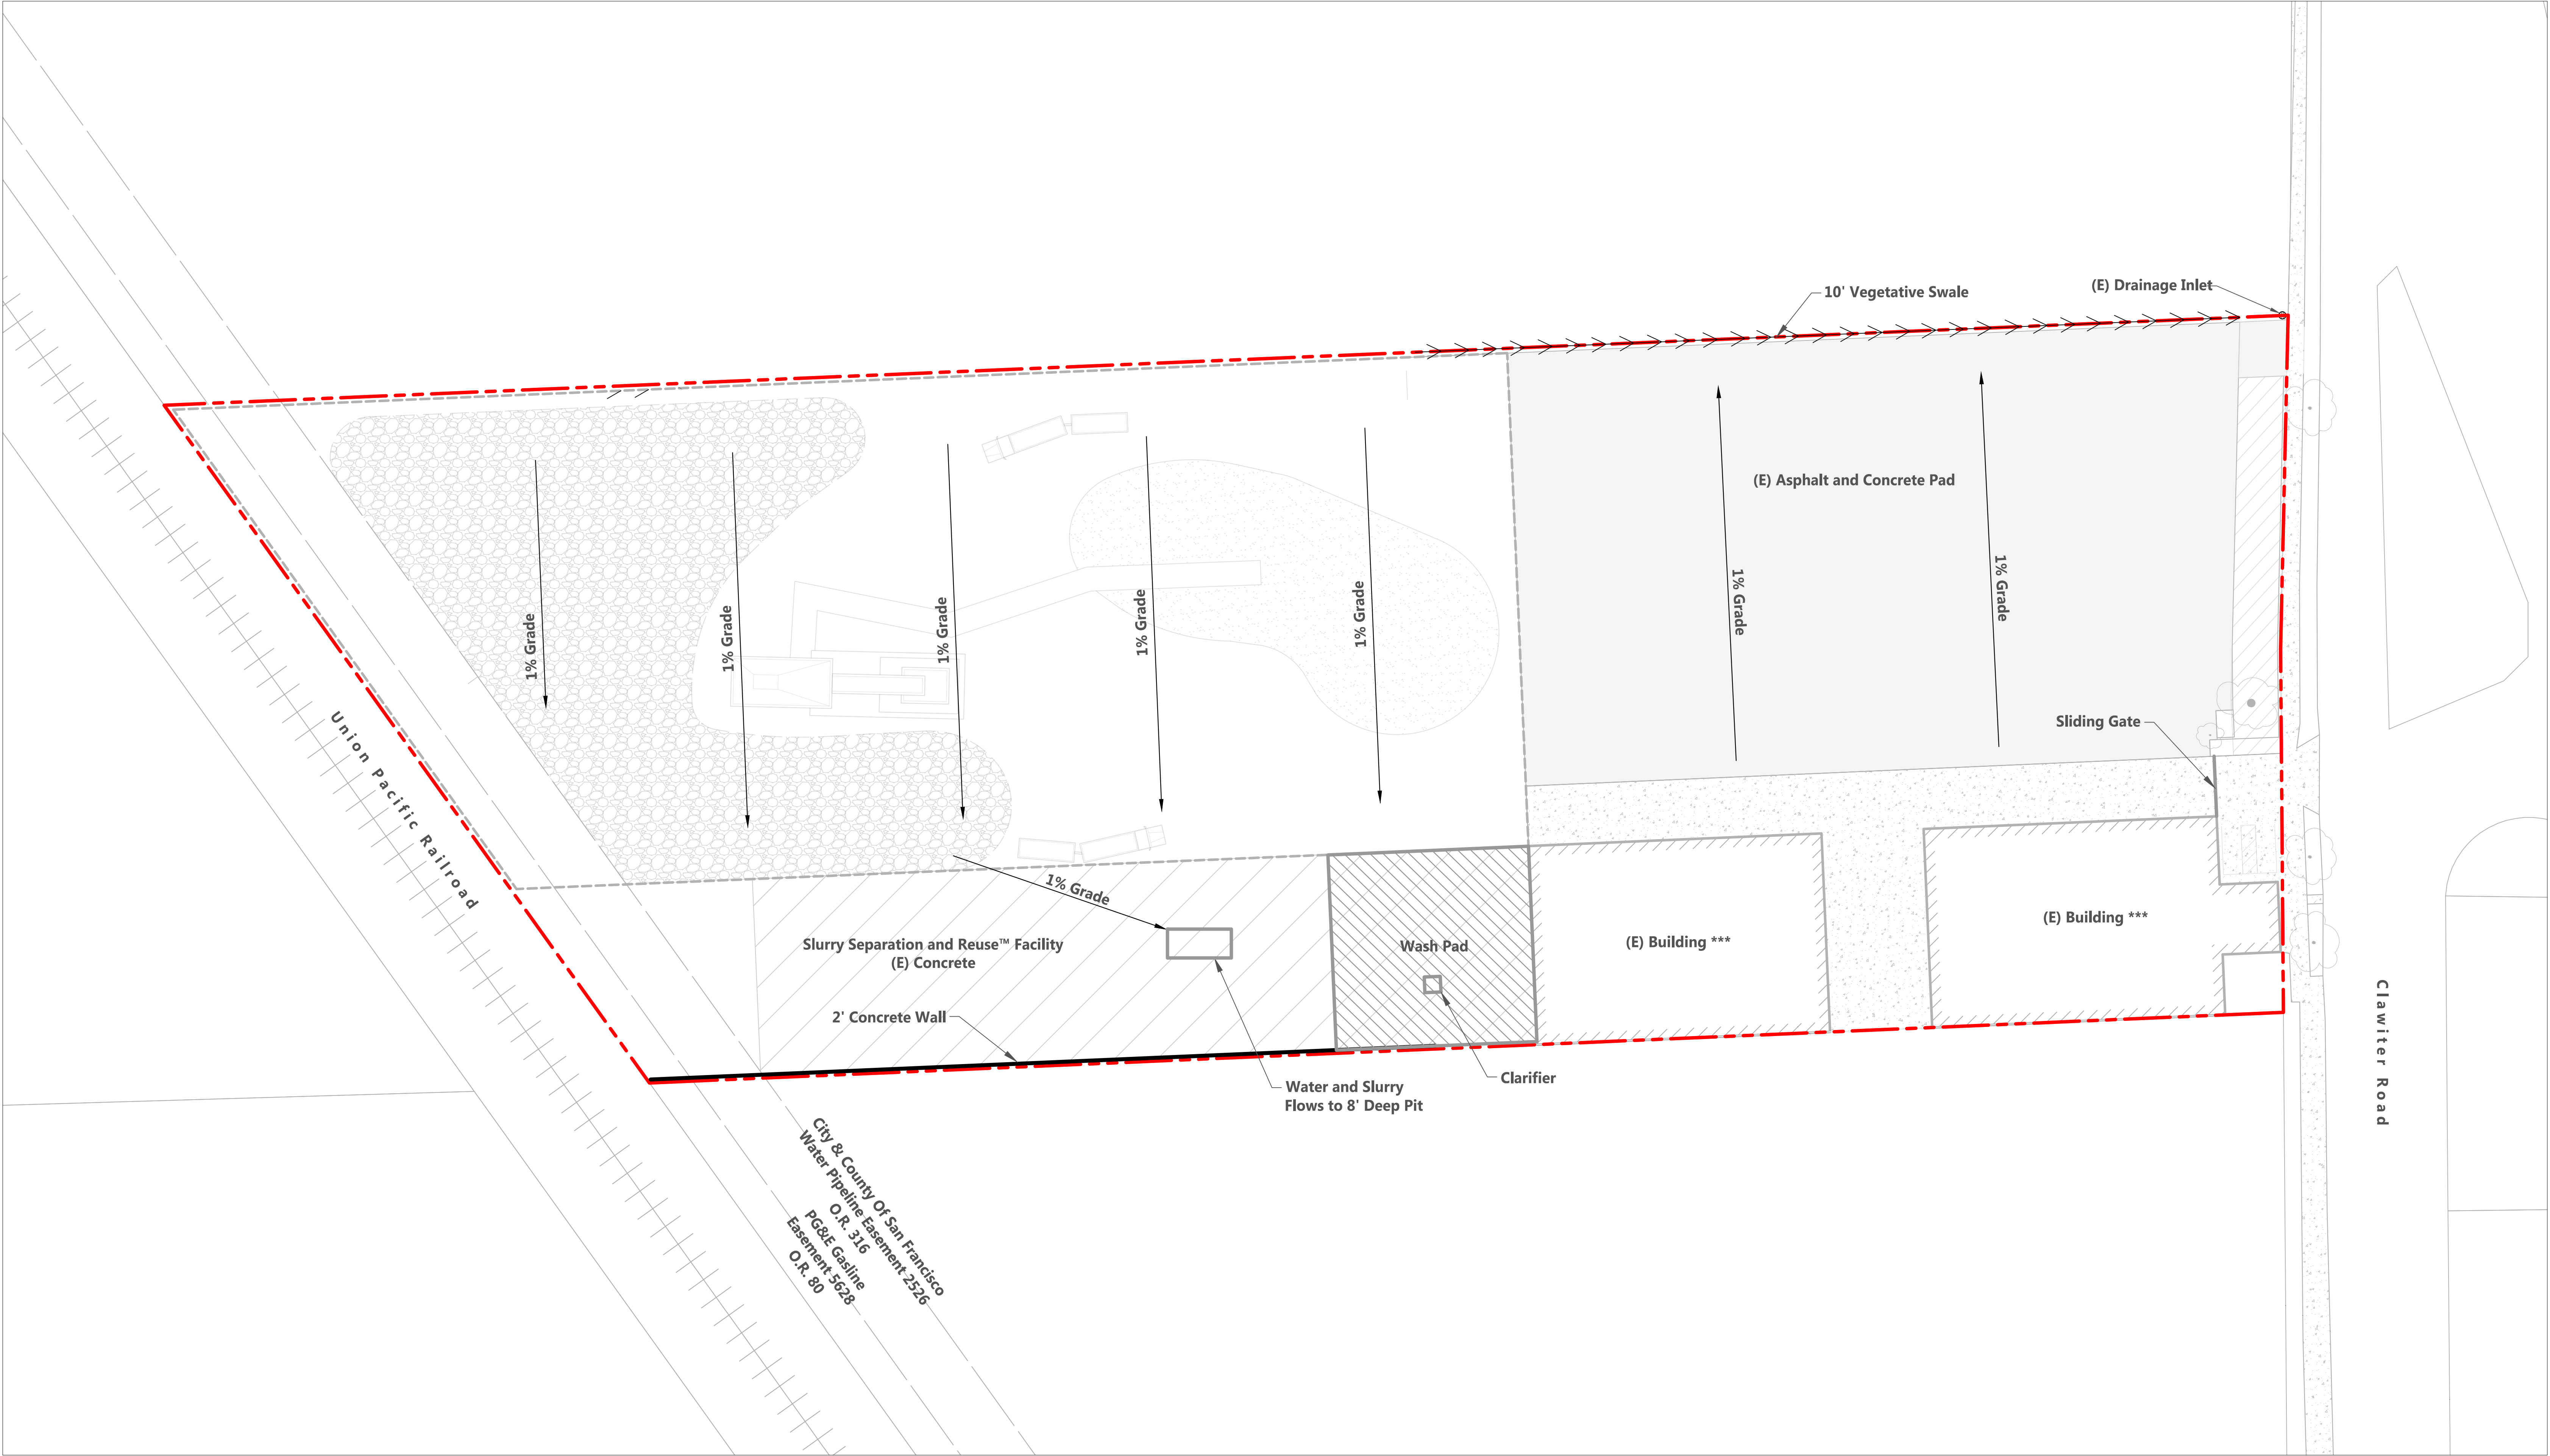 (E) Drainage Inlet
10' Vegetative Swale
(E) Asphalt and Concrete Pad
1% Grade
1% Grade
1% Grade
1% Grade
1% Grade
1% Grade
1% Grade
Sliding Gate
Union Pacific Railroad
1% Grade
Slurry Separation and Reuse™ Facility
(E) Concrete
Wash Pad
(E) Building ***
(E) Building ***
2' Concrete Wall
Water and Slurry
Flows to 8' Deep Pit
Clarifier
Clawiter Road
City & County Of San Francisco
Water Pipeline Easement 2526
O.R. 316
PG&E Gasline
Easement 5628
O.R. 80